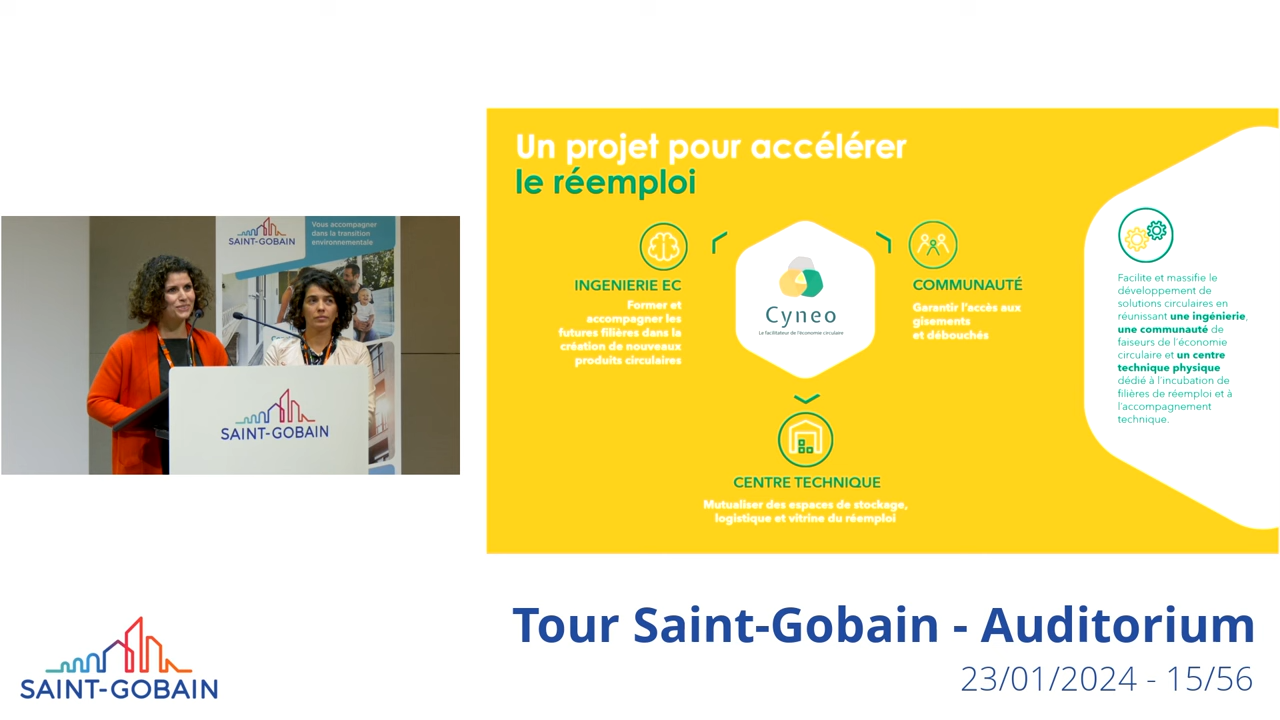 SAINT-GOBAIN
Vous accompagner
dans la transition
environnementale
SAINT-GOBAIN
Un projet pour accélérer
le réemploi
INGENIERIE EC
Former et
accompagner les
futures filières dans la
création de nouveaux
produits circulaires
Cyneo
Le facilitateur de l'économie circulaire
COMMUNAUTÉ
Garantir l'accès aux
gisements
et débouchés
CENTRE TECHNIQUE
Mutualiser des espaces de stockage,
logistique et vitrine du réemploi
Facilite et massifie le
développement de
solutions circulaires en
réunissant une ingénierie,
une communauté de
faiseurs de l'économie
circulaire et un centre
technique physique
dédié à l'incubation de
filières de réemploi et à
l'accompagnement
technique.
SAINT-GOBAIN
Tour Saint-Gobain - Auditorium
23/01/2024 - 15/56